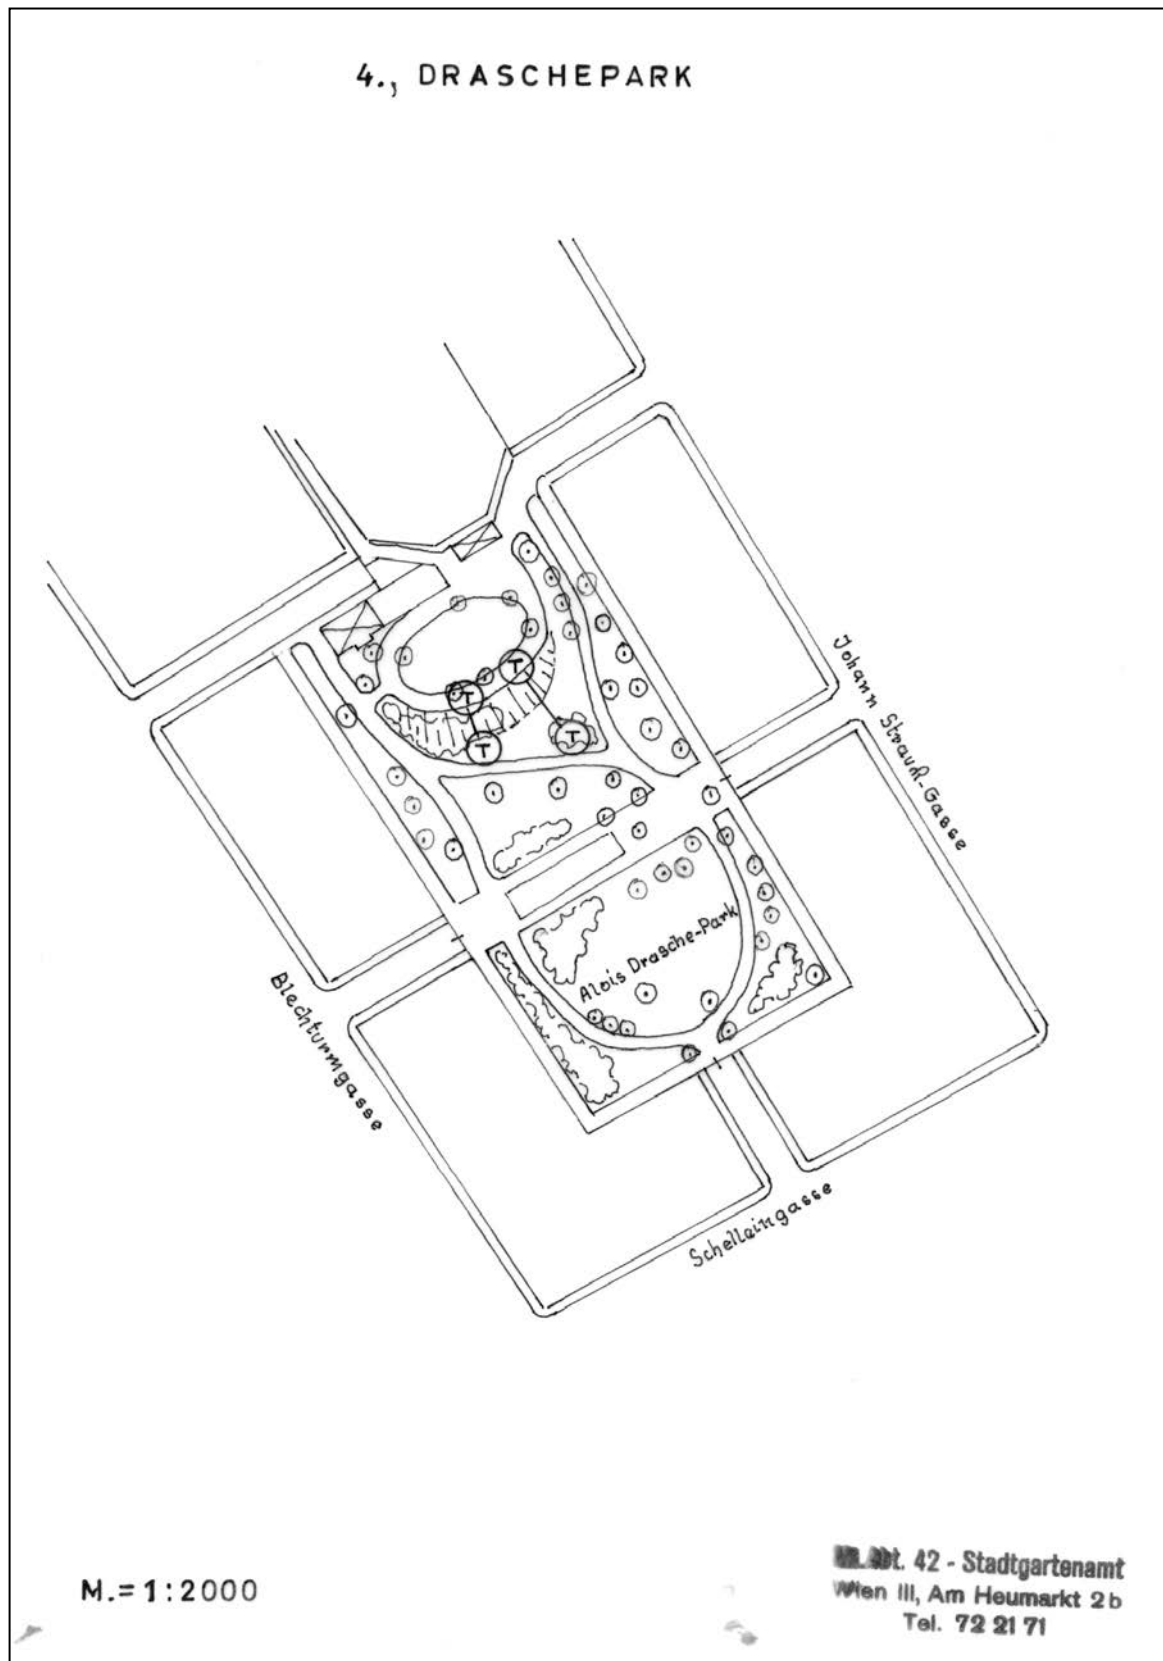 4., DRASCHEPARK
Johann Strauß-Gasse
T
T
T
T
Alois Drasche-Park
Blechturmgasse
Schelleingasse
M.=1:2000
42 - Stadtgartenamt
Wien III, Am Heumarkt 2b
Tel. 72 21 71